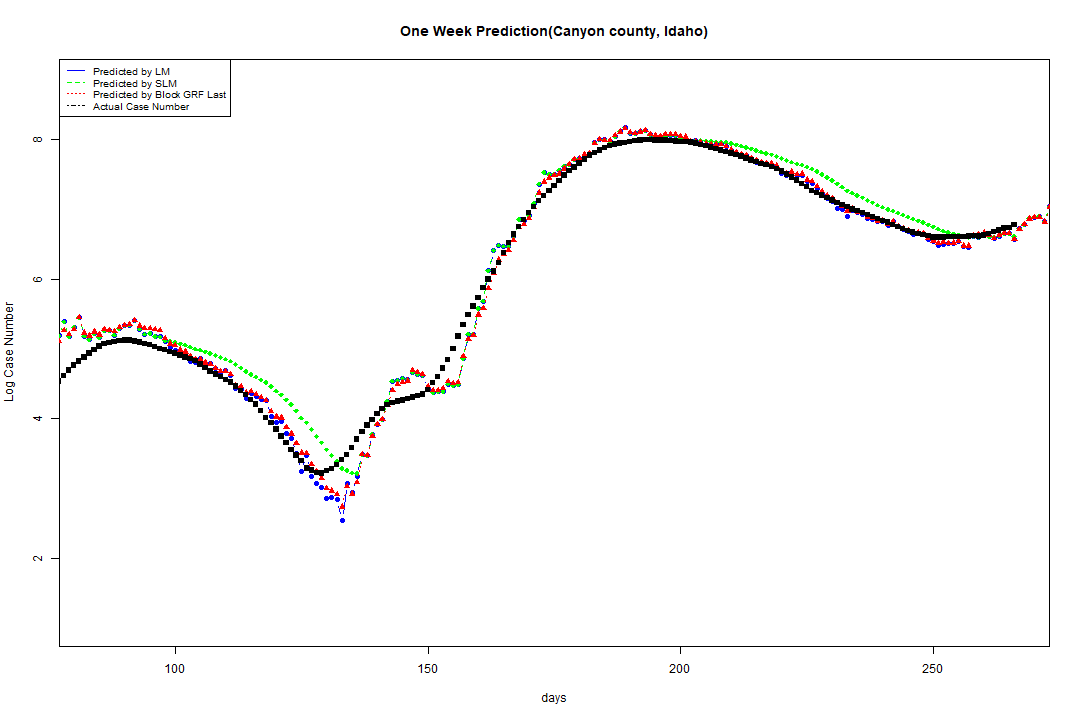 One Week Prediction(Canyon county, Idaho)
Predicted by LM
Predicted by SLM
Predicted by Block GRF Last
Actual Case Number
8
6
4
2
Log Case Number
100 150 200 250
days